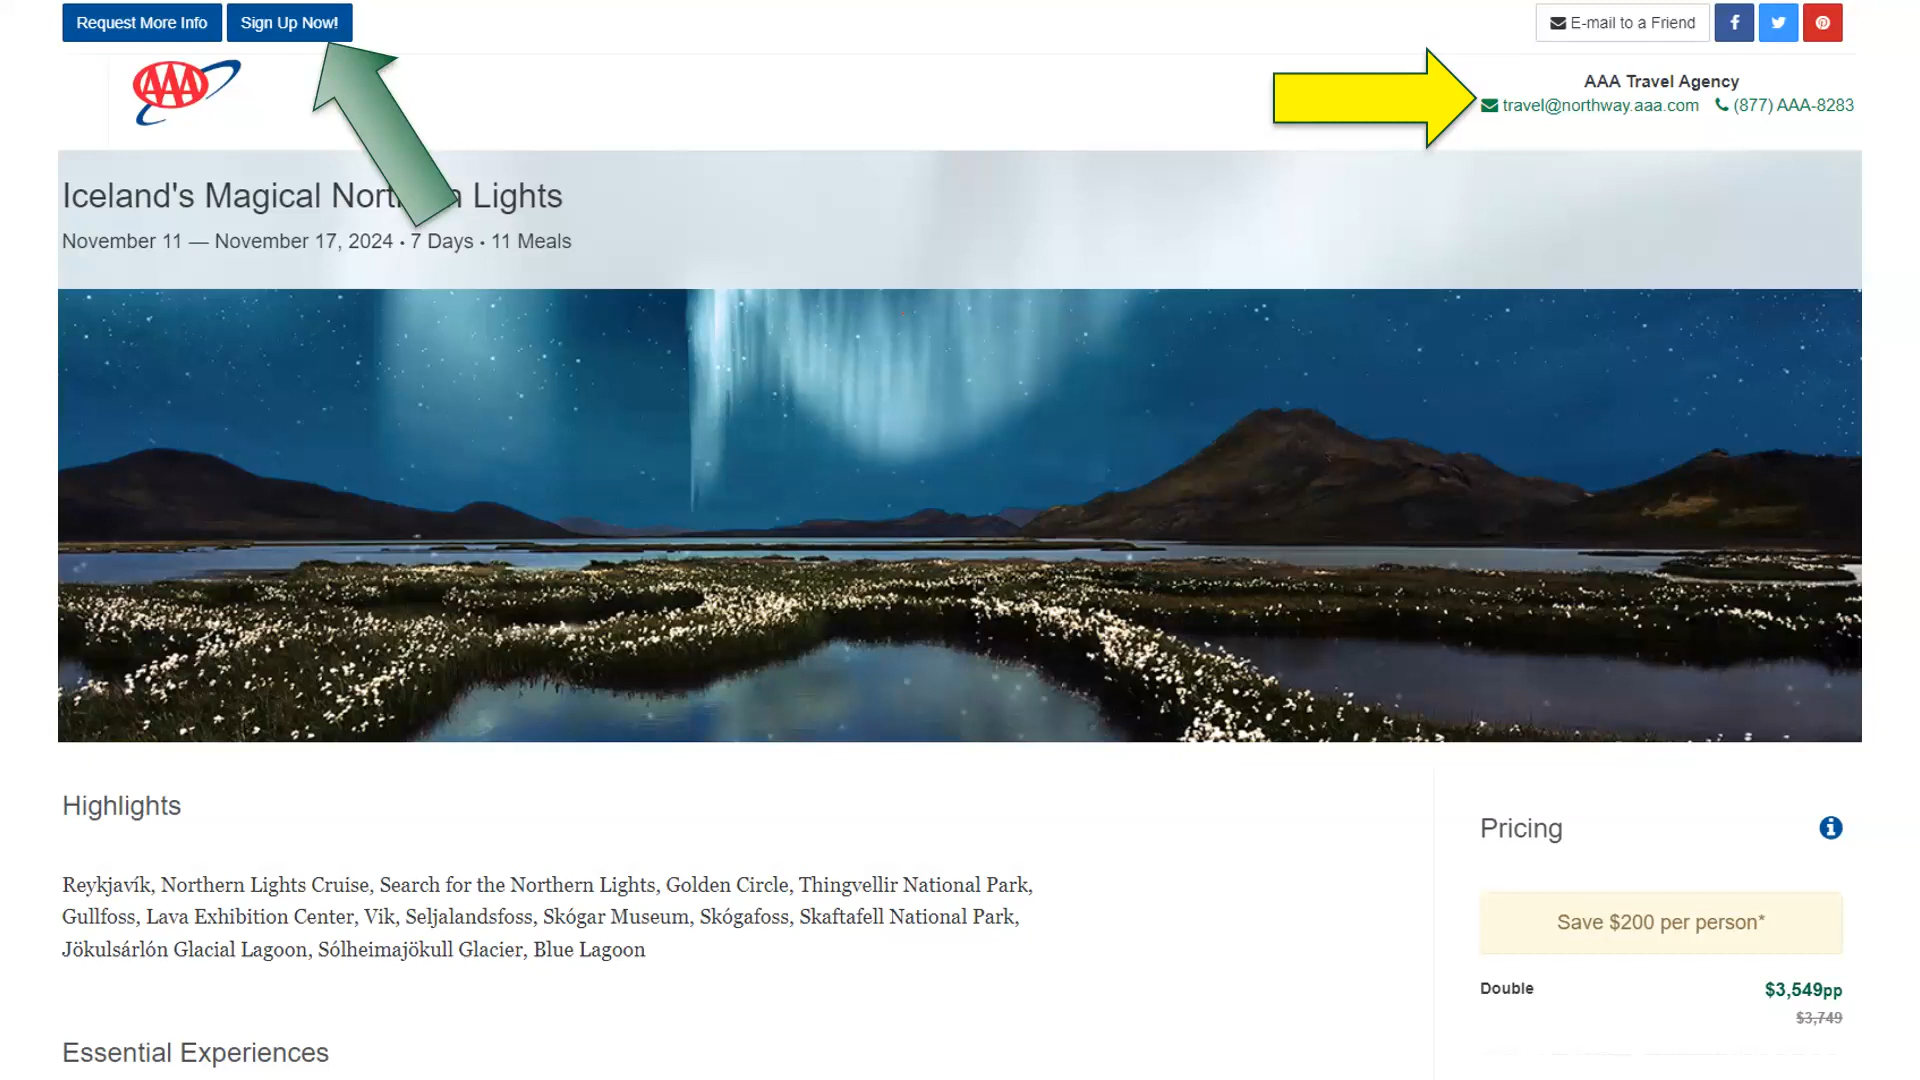 Request More Info
Sign Up Now!
E-mail to a Friend
AAA
AAA Travel Agency
travel@northway.aaa.com (877) AAA-8283
Iceland's Magical Northern Lights
November 11 — November 17, 2024 • 7 Days • 11 Meals
Highlights
Reykjavík, Northern Lights Cruise, Search for the Northern Lights, Golden Circle, Thingvellir National Park,
Gullfoss, Lava Exhibition Center, Vik, Seljalandsfoss, Skógar Museum, Skógafoss, Skaftafell National Park,
Jökulsárlón Glacial Lagoon, Sólheimajökull Glacier, Blue Lagoon
Essential Experiences
Pricing
Save $200 per person*
Double $3,549pp
$3,749